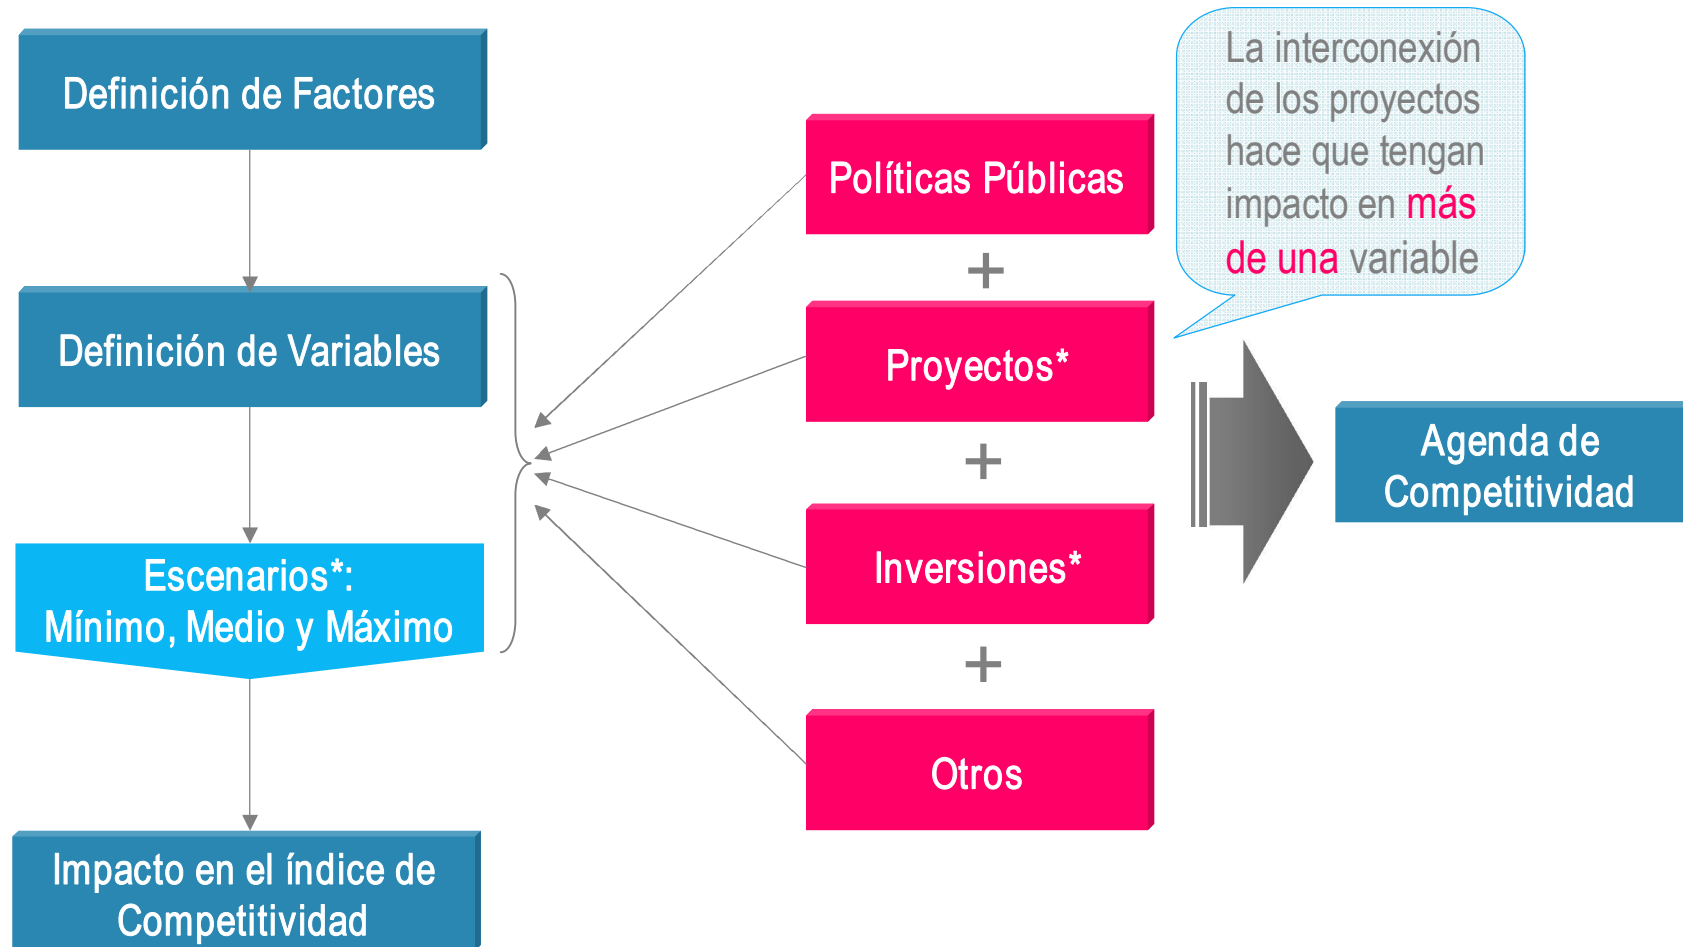 Definición de Factores
Definición de Variables
Escenarios*:
Mínimo, Medio y Máximo
Impacto en el índice de
Competitividad
Políticas Públicas
+
Proyectos*
+
Inversiones*
+
Otros
La interconexión
de los proyectos
hace que tengan
impacto en más
de una variable
Agenda de
Competitividad